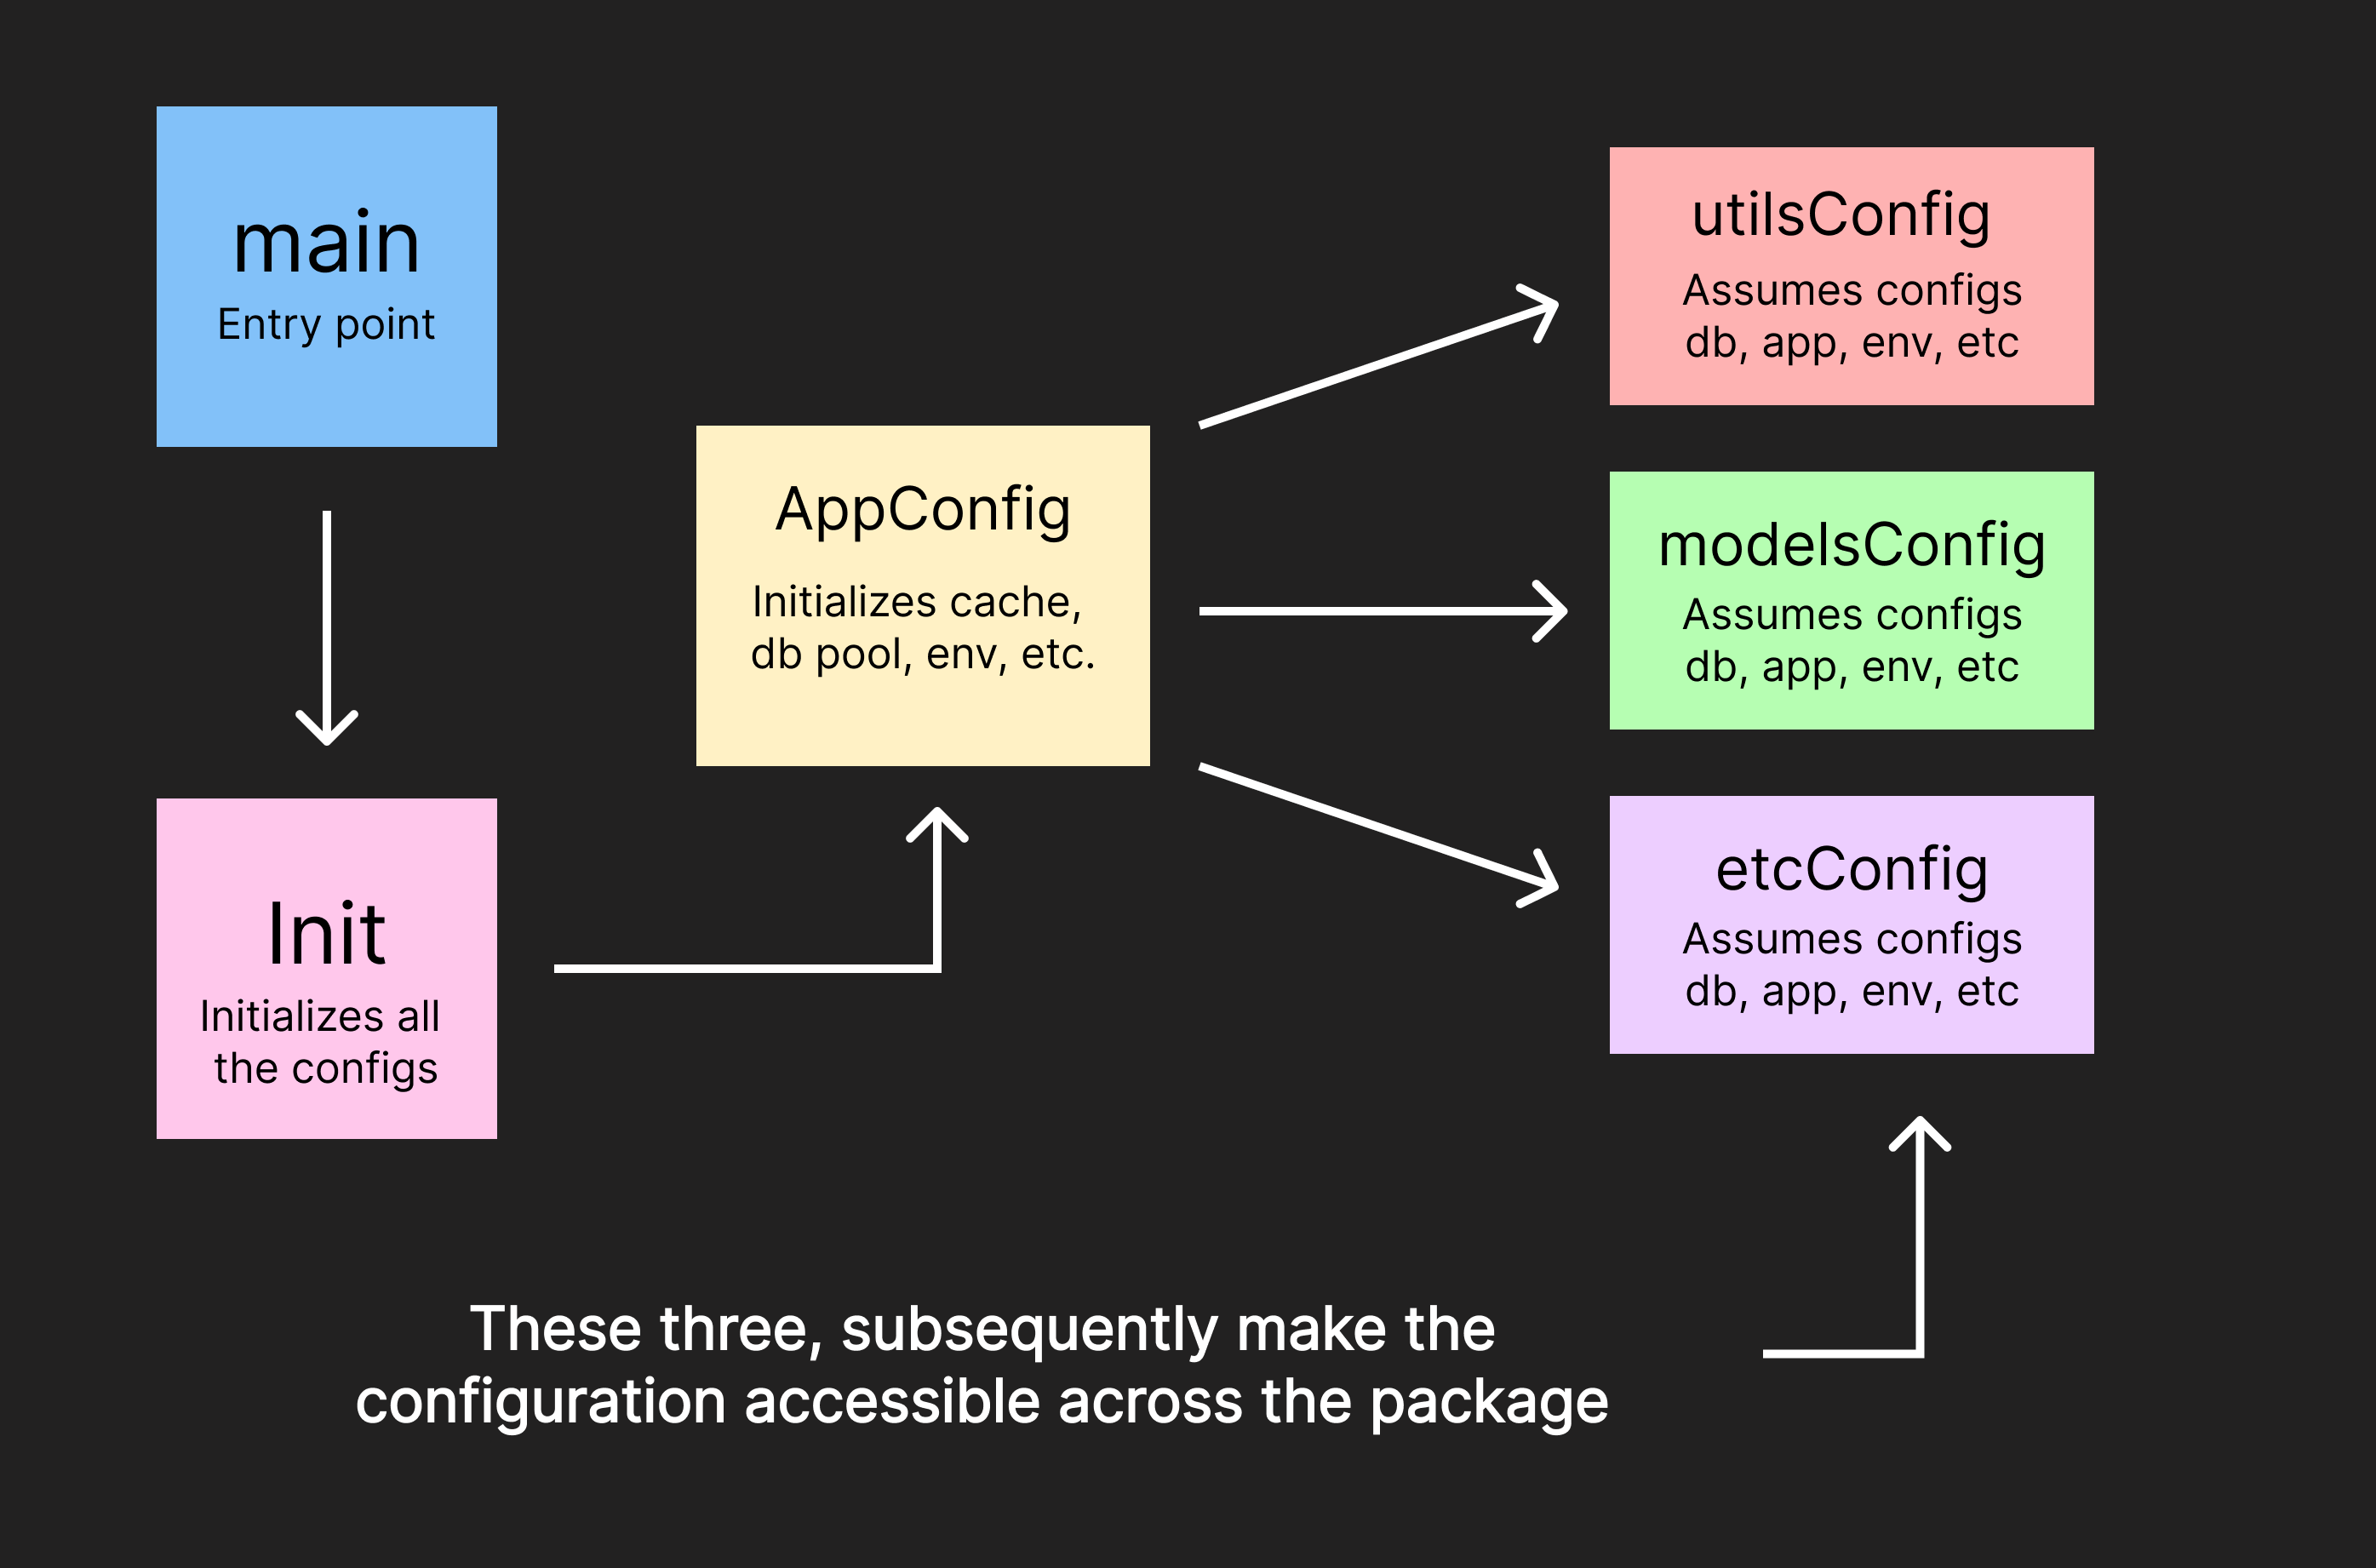 main
Entry point
Init
Initializes all
the configs
AppConfig
Initializes cache,
db pool, env, etc.
utilsConfig
Assumes configs
db, app, env, etc
modelsConfig
Assumes configs
db, app, env, etc
etcConfig
Assumes configs
db, app, env, etc
These three, subsequently make the
configuration accessible across the package